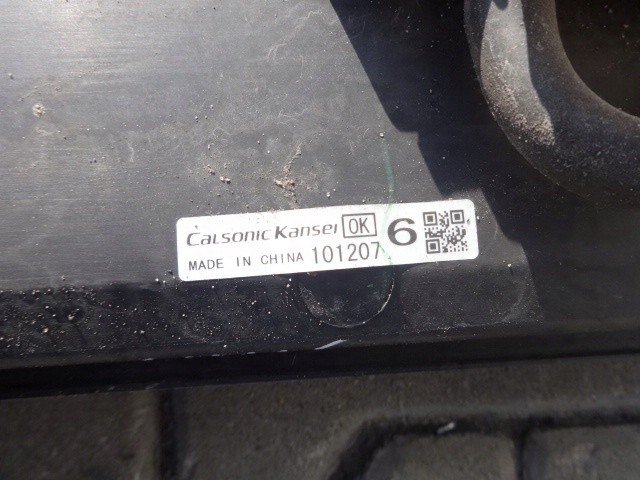 Calsonic Kansei OK 6
MADE IN CHINA 101207